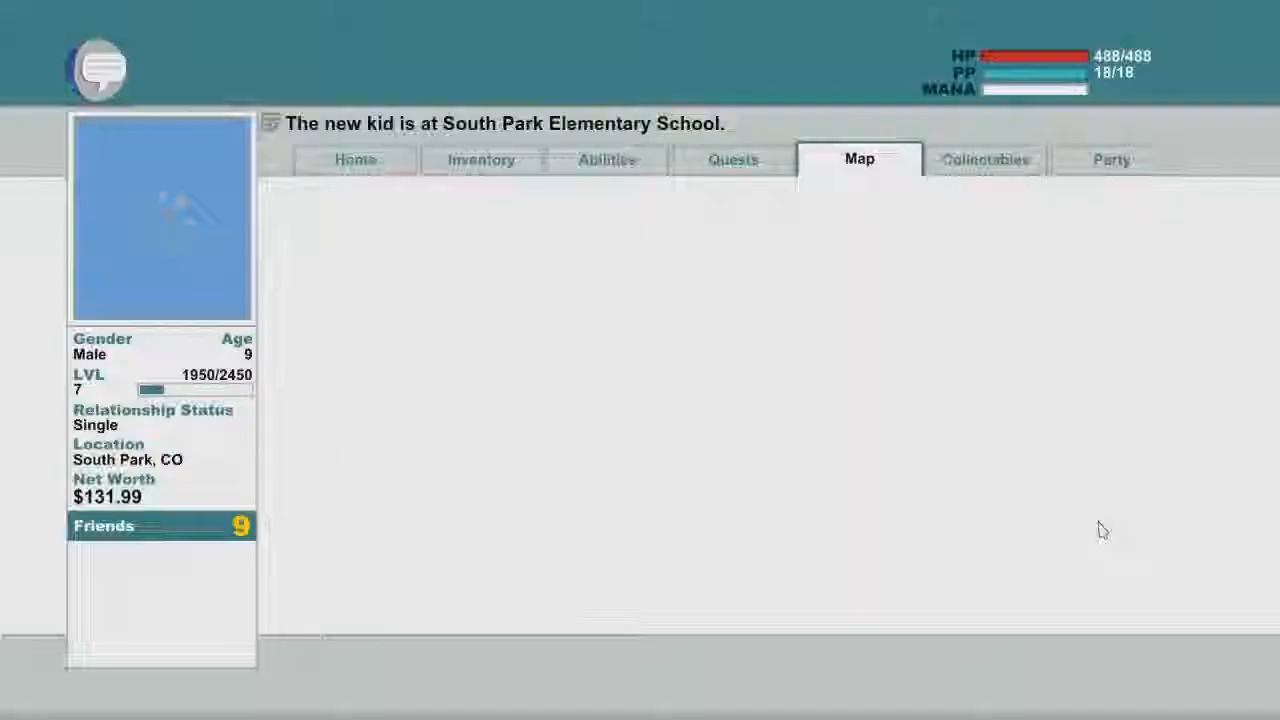 HP 488/488
PP 18/18
MANA
The new kid is at South Park Elementary School.
Home Inventory Abilities Quests Map Collectables Party
Gender Age
Male 9
LVL 1950/2450
7
Relationship Status
Single
Location
South Park, CO
Net Worth
$131.99
Friends 9